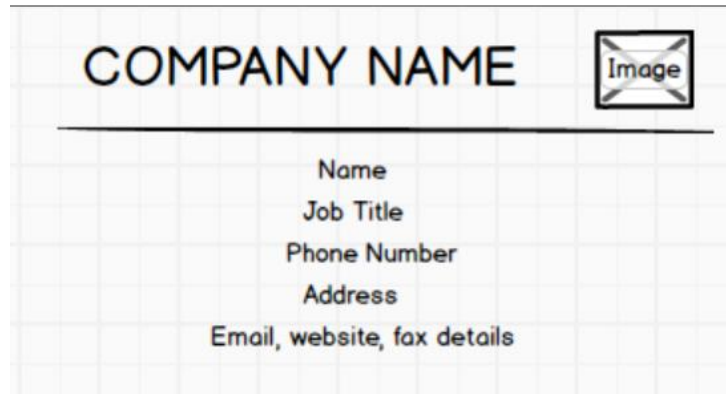 COMPANY NAME
Image
Name
Job Title
Phone Number
Address
Email, website, fax details